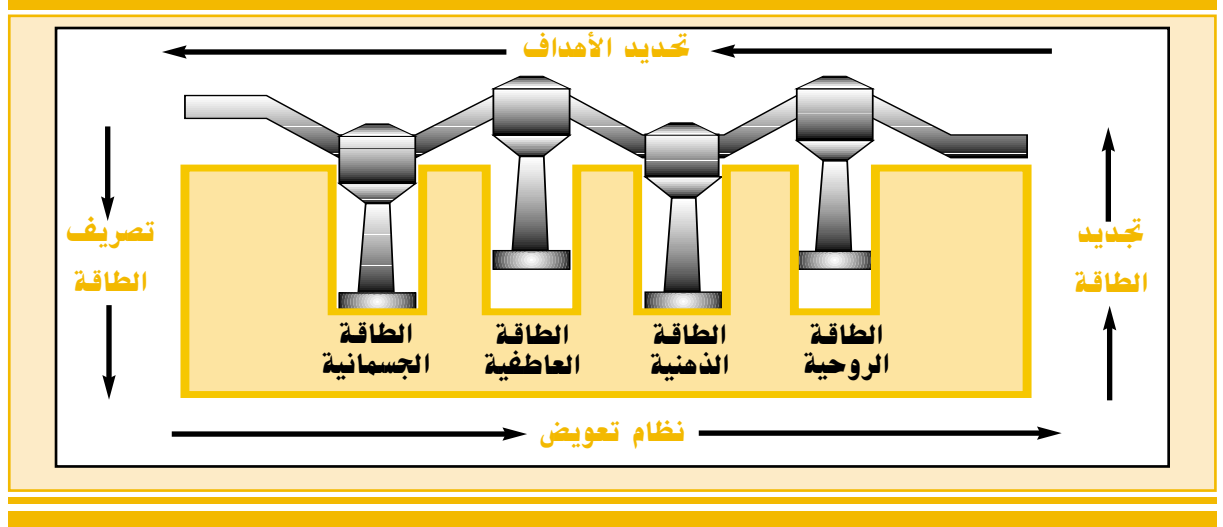 تحديد الأهداف
تجديد
الطاقة
تصريف
الطاقة
الطاقة
الروحية
الطاقة
الذهنية
الطاقة
العاطفية
الطاقة
الجسمانية
نظام تعويض